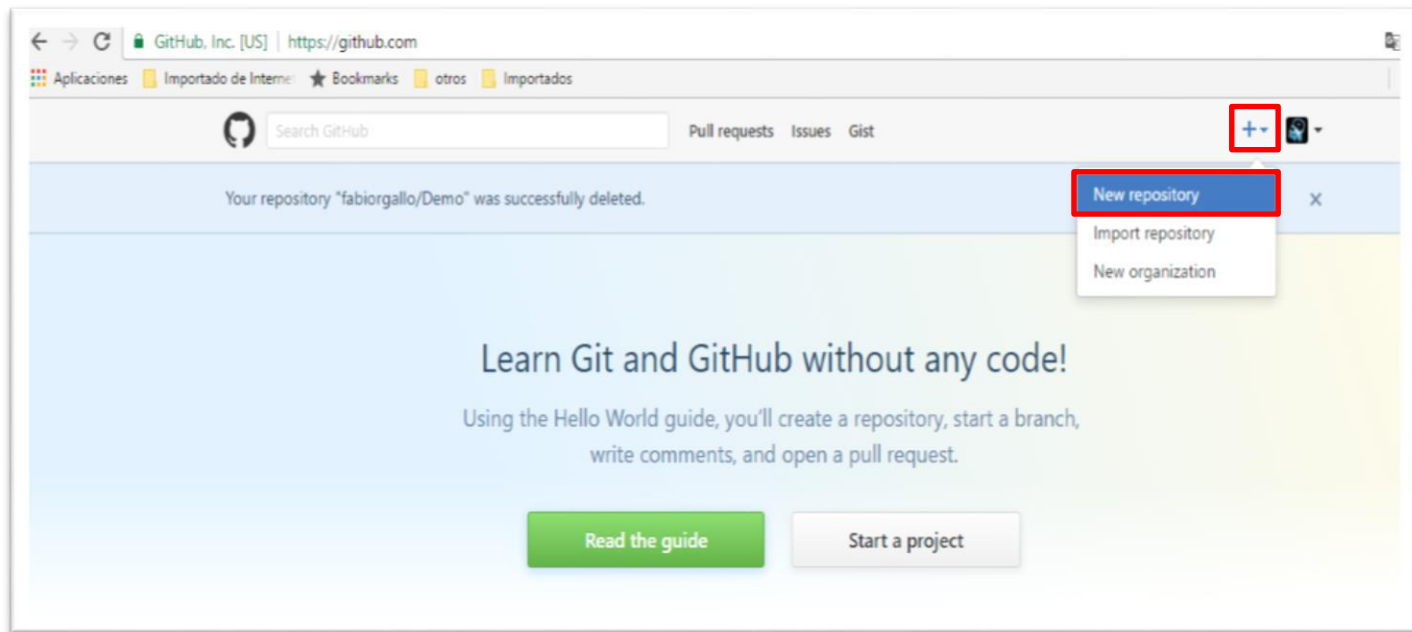 GitHub, Inc. [US] | https://github.com
Aplicaciones Importado de Interne Bookmarks otros Importados
Search GitHub Pull requests Issues Gist
Your repository "fabiorgallo/Demo" was successfully deleted.
New repository
Import repository
New organization
Learn Git and GitHub without any code!
Using the Hello World guide, you'll create a repository, start a branch,
write comments, and open a pull request.
Read the guide Start a project